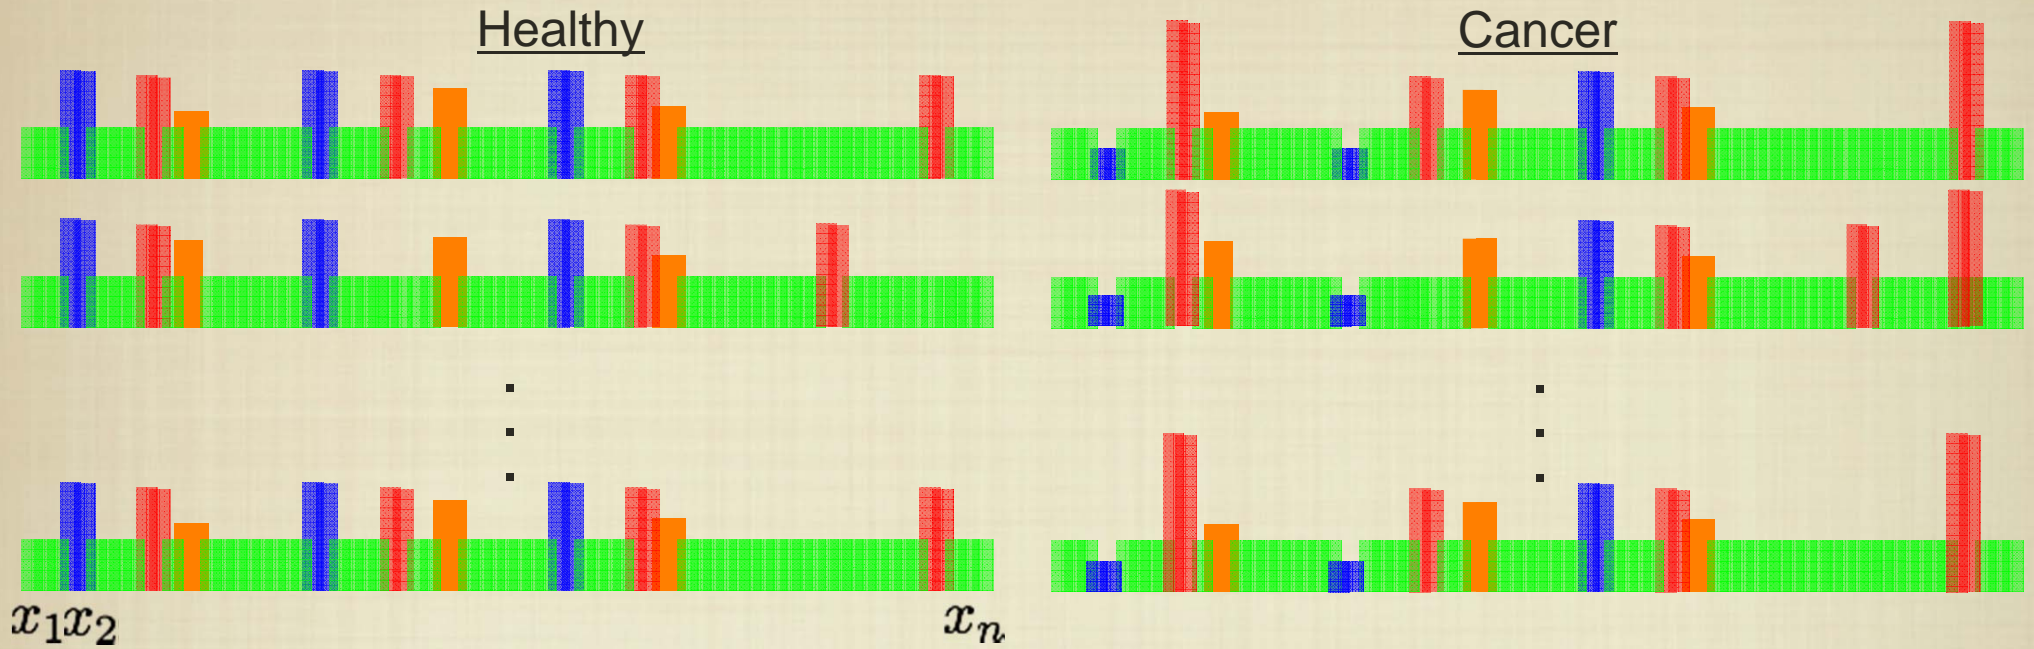 Healthy
Cancer
x₁x₂
xₙ